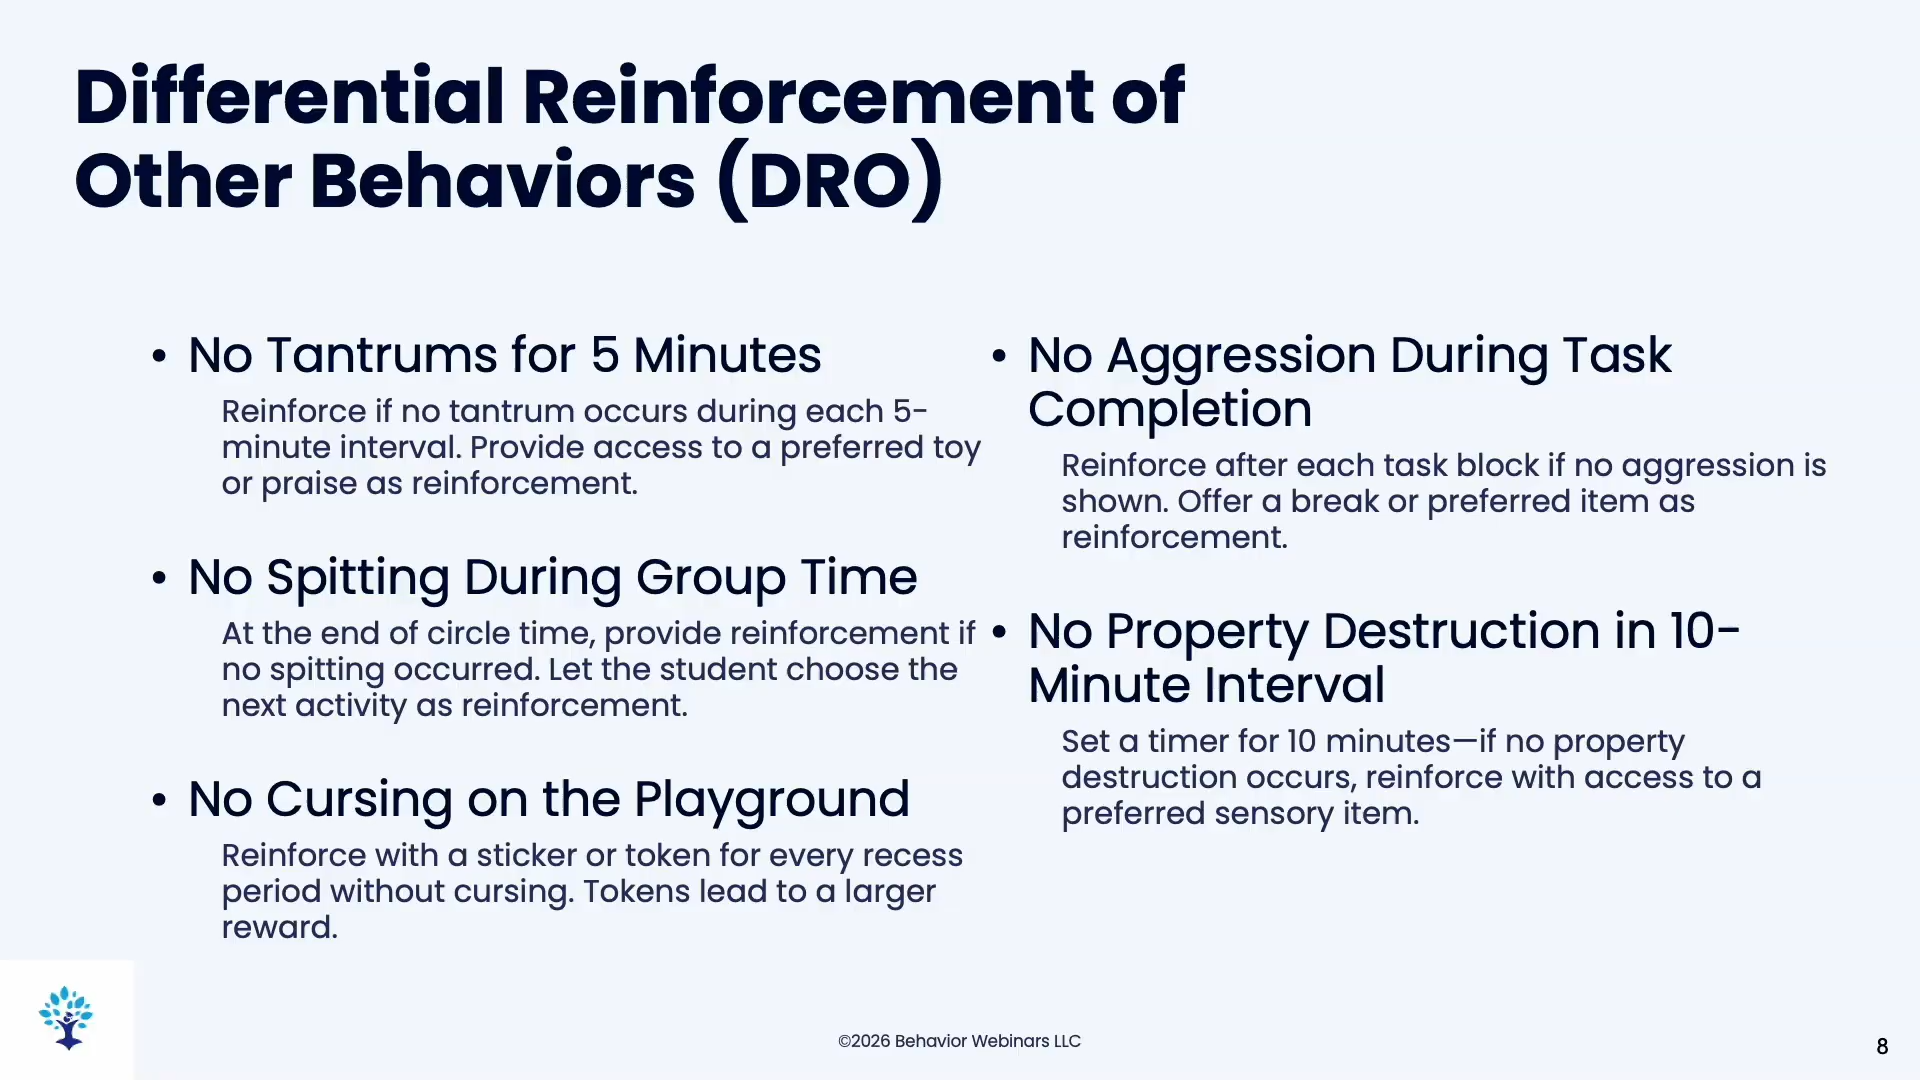 Differential Reinforcement of
Other Behaviors (DRO)
• No Tantrums for 5 Minutes
Reinforce if no tantrum occurs during each 5-
minute interval. Provide access to a preferred toy
or praise as reinforcement.
• No Spitting During Group Time
At the end of circle time, provide reinforcement if
no spitting occurred. Let the student choose the
next activity as reinforcement.
• No Cursing on the Playground
Reinforce with a sticker or token for every recess
period without cursing. Tokens lead to a larger
reward.
• No Aggression During Task
Completion
Reinforce after each task block if no aggression is
shown. Offer a break or preferred item as
reinforcement.
• No Property Destruction in 10-
Minute Interval
Set a timer for 10 minutes—if no property
destruction occurs, reinforce with access to a
preferred sensory item.
©2026 Behavior Webinars LLC
8